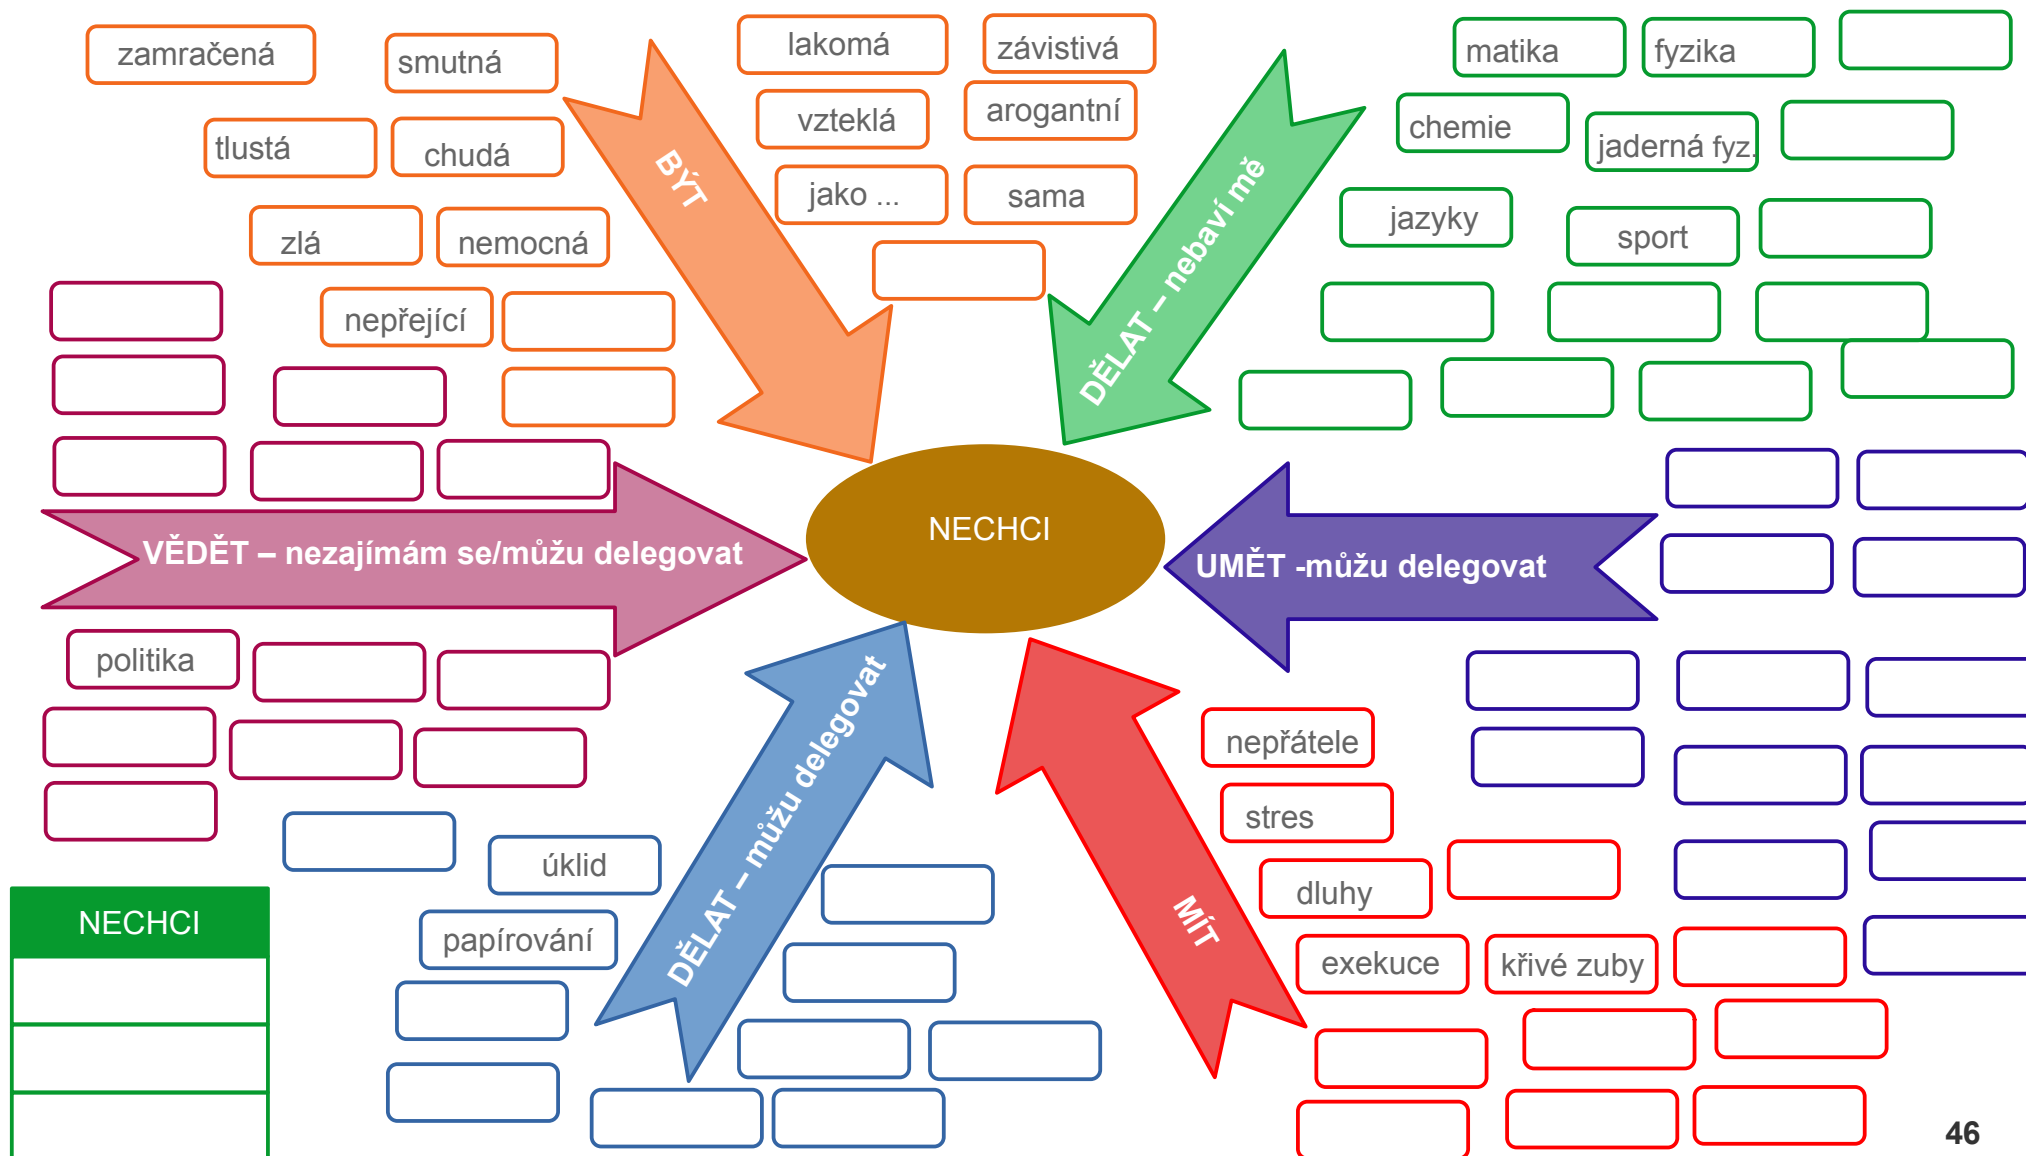 zamračená
smutná
tlustá
chudá
zlá
nemocná
nepřející
BÝT
lakomá
závistivá
vzteklá
arogantní
jako ...
sama
DĚLAT – nebaví mě
matika
fyzika
chemie
jaderná fyz.
jazyky
sport
VĚDĚT – nezajímám se/můžu delegovat
NECHCI
UMĚT -můžu delegovat
politika
úklid
papírování
DĚLAT – můžu delegovat
MÍT
nepřátele
stres
dluhy
exekuce
křivé zuby
NECHCI
46